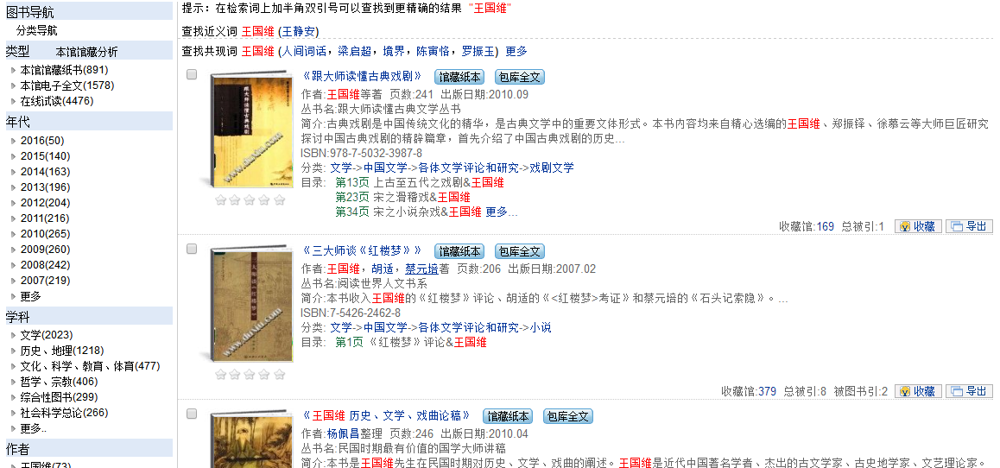 图书导航
分类导航
类型 本馆馆藏分析
本馆馆藏纸书(891)
本馆电子全文(1578)
在线试读(4476)
年代
2016(50)
2015(140)
2014(163)
2013(196)
2012(204)
2011(216)
2010(265)
2009(260)
2008(242)
2007(219)
更多
学科
文学(2023)
历史、地理(1218)
文化、科学、教育、体育(477)
哲学、宗教(406)
综合性图书(299)
社会科学总论(266)
更多..
作者
王国维(73)
提示：在检索词上加半角双引号可以查找到更精确的结果 "王国维"
查找近义词 王国维 (王静安)
查找共现词 王国维 (人间词话，梁启超，境界，陈寅恪，罗振玉) 更多
《跟大师读懂古典戏剧》 馆藏纸本 包库全文
作者:王国维等著 页数:241 出版日期:2010.09
丛书名:跟大师读懂古典文学丛书
简介:古典戏剧是中国传统文化的精华，是古典文学中的重要文体形式。本书内容均来自精心选编的王国维、郑振铎、徐慕云等大师巨匠研究
探讨中国古典戏剧的精辟篇章，首先介绍了中国古典戏剧的历史...
ISBN:978-7-5032-3987-8
分类: 文学->中国文学->各体文学评论和研究->戏剧文学
目录: 第13页 上古至五代之戏剧&王国维
第23页 宋之滑稽戏&王国维
第34页 宋之小说杂戏&王国维 更多...
收藏馆:169 总被引:1 收藏 导出
跟大师读懂古典戏剧
www.duxiu.com
《三大师谈《红楼梦》》 馆藏纸本 包库全文
作者:王国维，胡适，蔡元培著 页数:206 出版日期:2007.02
丛书名:阅读世界人文书系
简介:本书收入王国维的《红楼梦》评论、胡适的《<红楼梦>考证》和蔡元培的《石头记索隐》。...
ISBN:7-5426-2462-8
分类: 文学->中国文学->各体文学评论和研究->小说
目录: 第1页 《红楼梦》评论&王国维
收藏馆:379 总被引:8 被图书引:2 收藏 导出
www.duxiu.com
《王国维 历史、文学、戏曲论稿》 馆藏纸本 包库全文
作者:杨佩昌整理 页数:246 出版日期:2010.04
丛书名:民国时期最有价值的国学大师讲稿
简介:本书是王国维先生在民国时期对历史、文学、戏曲的阐述。王国维是近代中国著名学者、杰出的古文学家、古史地学家、文艺理论家。